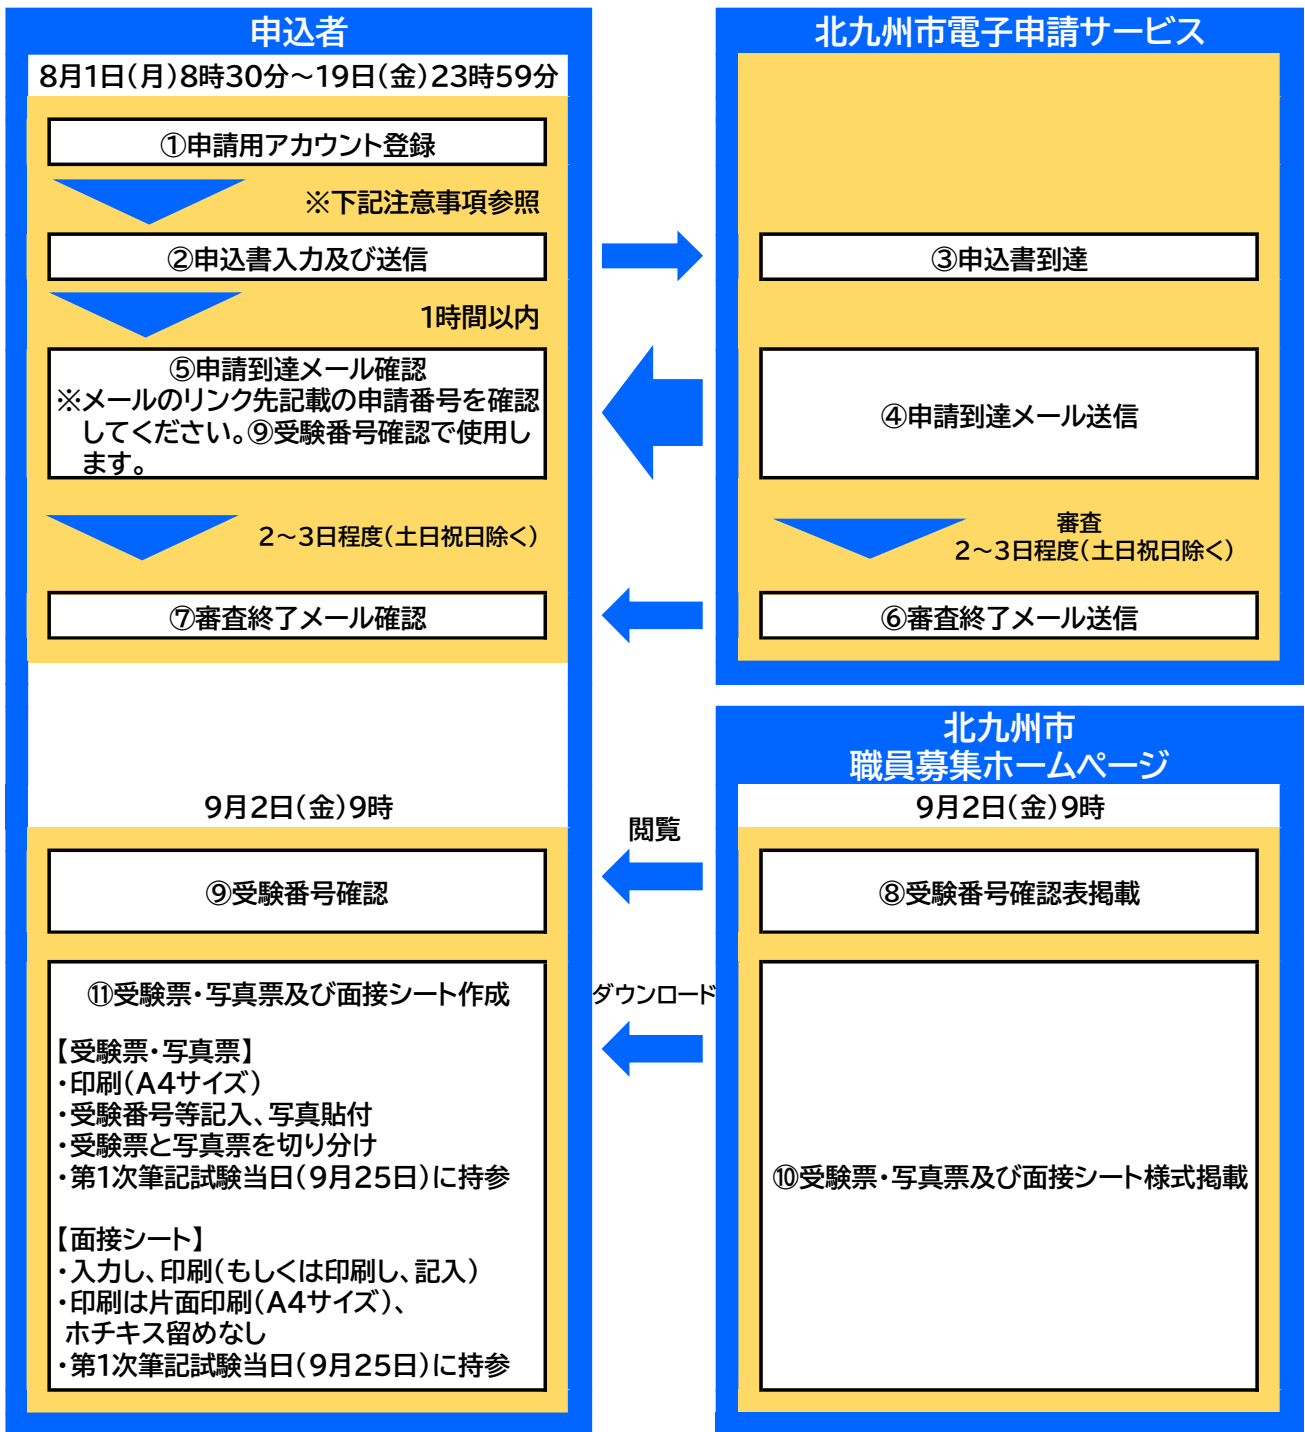 申込者
8月1日(月)8時30分～19日(金)23時59分
①申請用アカウント登録
※下記注意事項参照
②申込書入力及び送信
1時間以内
⑤申請到達メール確認
※メールのリンク先記載の申請番号を確認
してください。⑨受験番号確認で使用し
ます。
2～3日程度(土日祝日除く)
⑦審査終了メール確認
9月2日(金)9時
⑨受験番号確認
⑪受験票・写真票及び面接シート作成
【受験票・写真票】
・印刷(A4サイズ)
・受験番号等記入、写真貼付
・受験票と写真票を切り分け
・第1次筆記試験当日(9月25日)に持参
【面接シート】
・入力し、印刷(もしくは印刷し、記入)
・印刷は片面印刷(A4サイズ)、
ホチキス留めなし
・第1次筆記試験当日(9月25日)に持参
閲覧
ダウンロード
北九州市電子申請サービス
③申込書到達
④申請到達メール送信
審査
2～3日程度(土日祝日除く)
⑥審査終了メール送信
北九州市
職員募集ホームページ
9月2日(金)9時
⑧受験番号確認表掲載
⑩受験票・写真票及び面接シート様式掲載